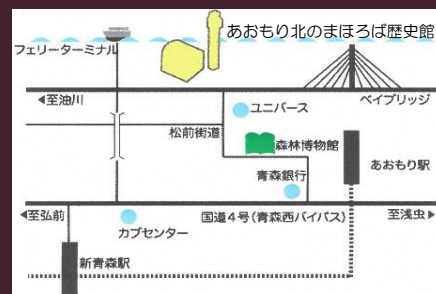 あおもり北のまほろば歴史館
フェリーターミナル
◀至油川
ユニバース
ベイブリッジ
松前街道
森林博物館
あおもり駅
青森銀行
◀至弘前
カブセンター
国道4号(青森西バイパス)
至浅虫▶
新青森駅